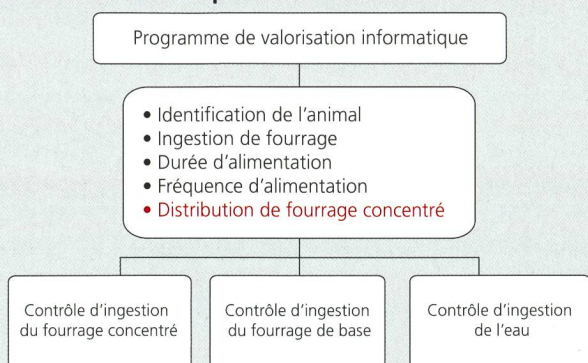 Programme de valorisation informatique
• Identification de l'animal
• Ingestion de fourrage
• Durée d'alimentation
• Fréquence d'alimentation
• Distribution de fourrage concentré
Contrôle d'ingestion
du fourrage concentré
Contrôle d'ingestion
du fourrage de base
Contrôle d'ingestion
de l'eau